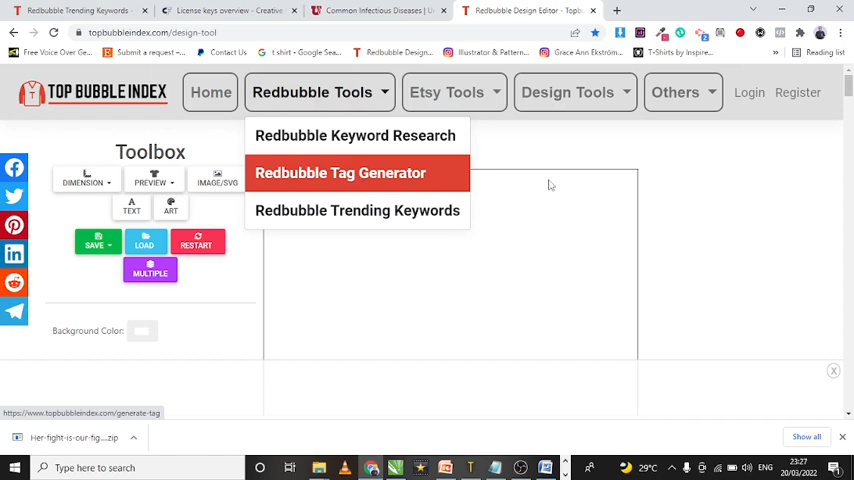 Redbubble Trending Keywords -
License keys overview - Creative
Common Infectious Diseases | U
Redbubble Design Editor - Topb
topbubbleindex.com/design-tool
Free Voice Over Ge...
Submit a request –...
Contact Us
t shirt - Google Sea...
Redbubble Design...
Illustrator & Pattern...
Grace Ann Ekström...
T-Shirts by Instant...
Reading list
TOP BUBBLE INDEX
Home
Redbubble Tools
Etsy Tools
Design Tools
Others
Login
Register
Redbubble Keyword Research
Redbubble Tag Generator
Redbubble Trending Keywords
Toolbox
DIMENSION
PREVIEW
IMAGE/SVG
TEXT
ART
SAVE
LOAD
RESTART
MULTIPLE
Background Color:
X
https://www.topbubbleindex.com/generate-tag
Her-fight-is-our-fig....zip
Show all
Type here to search
29°C
ENG
23:27
20/03/2022